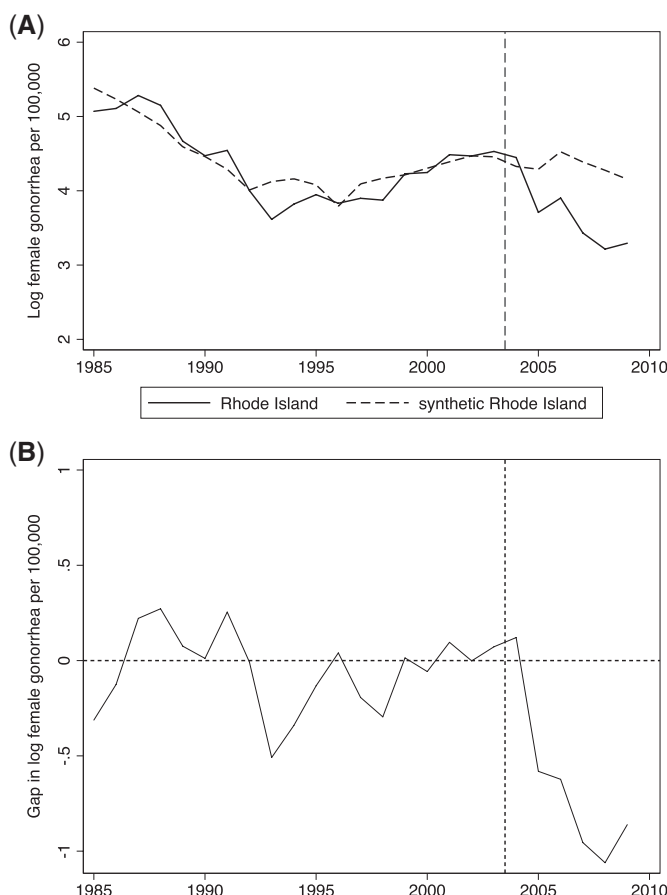 (A)
Log female gonorrhea per 100,000
6
5
4
3
2
1985 1990 1995 2000 2005 2010
Rhode Island synthetic Rhode Island
(B)
Gap in log female gonorrhea per 100,000
1
.5
0
-.5
-1
1985 1990 1995 2000 2005 2010